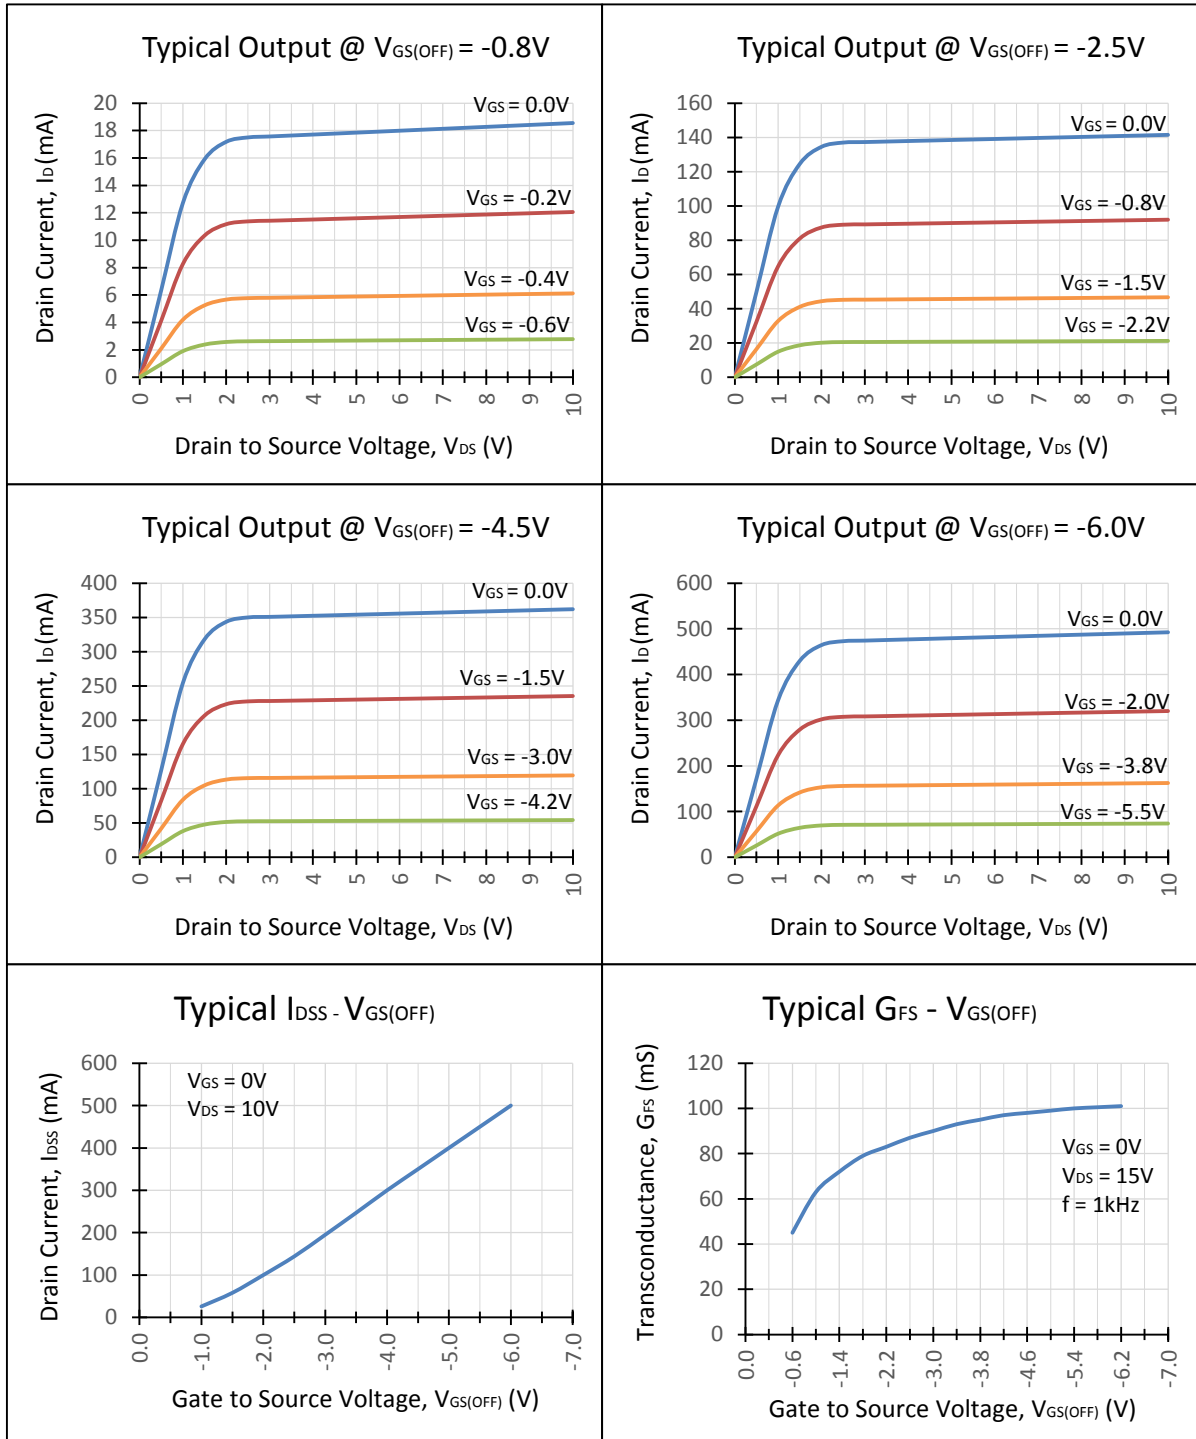 Typical Output @ VGS(OFF) = -0.8V
Drain Current, ID (mA)
20
18
16
14
12
10
8
6
4
2
0
VGS = 0.0V
VGS = -0.2V
VGS = -0.4V
VGS = -0.6V
0 1 2 3 4 5 6 7 8 9 10
Drain to Source Voltage, VDS (V)
Typical Output @ VGS(OFF) = -2.5V
Drain Current, ID (mA)
160
140
120
100
80
60
40
20
0
VGS = 0.0V
VGS = -0.8V
VGS = -1.5V
VGS = -2.2V
0 1 2 3 4 5 6 7 8 9 10
Drain to Source Voltage, VDS (V)
Typical Output @ VGS(OFF) = -4.5V
Drain Current, ID (mA)
400
350
300
250
200
150
100
50
0
VGS = 0.0V
VGS = -1.5V
VGS = -3.0V
VGS = -4.2V
0 1 2 3 4 5 6 7 8 9 10
Drain to Source Voltage, VDS (V)
Typical Output @ VGS(OFF) = -6.0V
Drain Current, ID (mA)
600
500
400
300
200
100
0
VGS = 0.0V
VGS = -2.0V
VGS = -3.8V
VGS = -5.5V
0 1 2 3 4 5 6 7 8 9 10
Drain to Source Voltage, VDS (V)
Typical IDSS - VGS(OFF)
Drain Current, IDSS (mA)
600
500
400
300
200
100
0
VGS = 0V
VDS = 10V
0.0 -1.0 -2.0 -3.0 -4.0 -5.0 -6.0 -7.0
Gate to Source Voltage, VGS(OFF) (V)
Typical GFS - VGS(OFF)
Transconductance, GFS (mS)
120
100
80
60
40
20
0
VGS = 0V
VDS = 15V
f = 1kHz
0.0 -0.6 -1.4 -2.2 -3.0 -3.8 -4.6 -5.4 -6.2 -7.0
Gate to Source Voltage, VGS(OFF) (V)